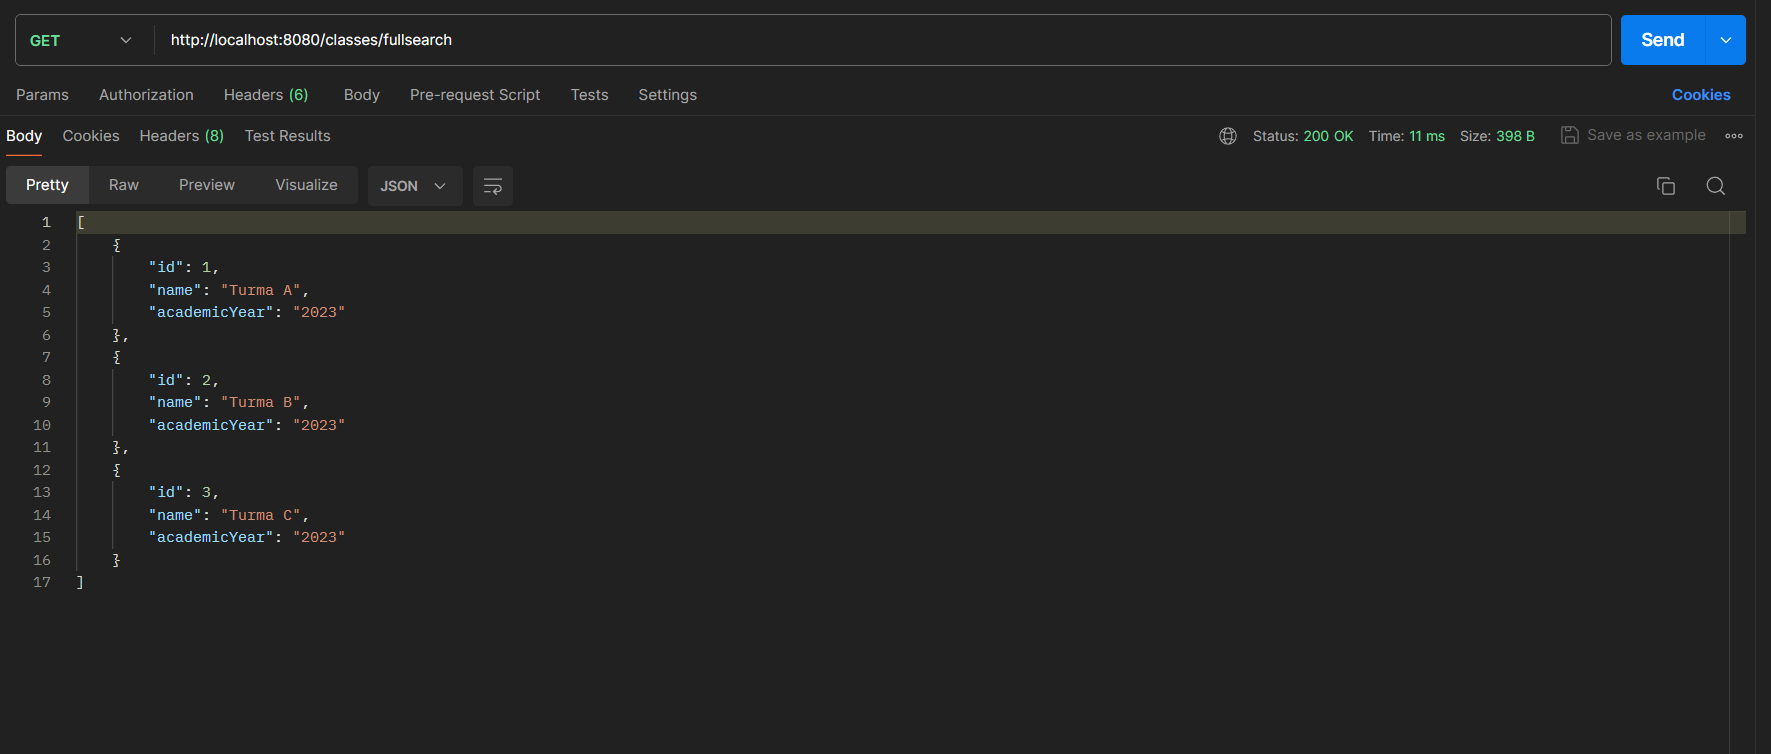 GET http://localhost:8080/classes/fullsearch Send
Params Authorization Headers (6) Body Pre-request Script Tests Settings Cookies
Body Cookies Headers (8) Test Results Status: 200 OK Time: 11 ms Size: 398 B Save as example
Pretty Raw Preview Visualize JSON
1 [
2 {
3 "id": 1,
4 "name": "Turma A",
5 "academicYear": "2023"
6 },
7 {
8 "id": 2,
9 "name": "Turma B",
10 "academicYear": "2023"
11 },
12 {
13 "id": 3,
14 "name": "Turma C",
15 "academicYear": "2023"
16 }
17 ]